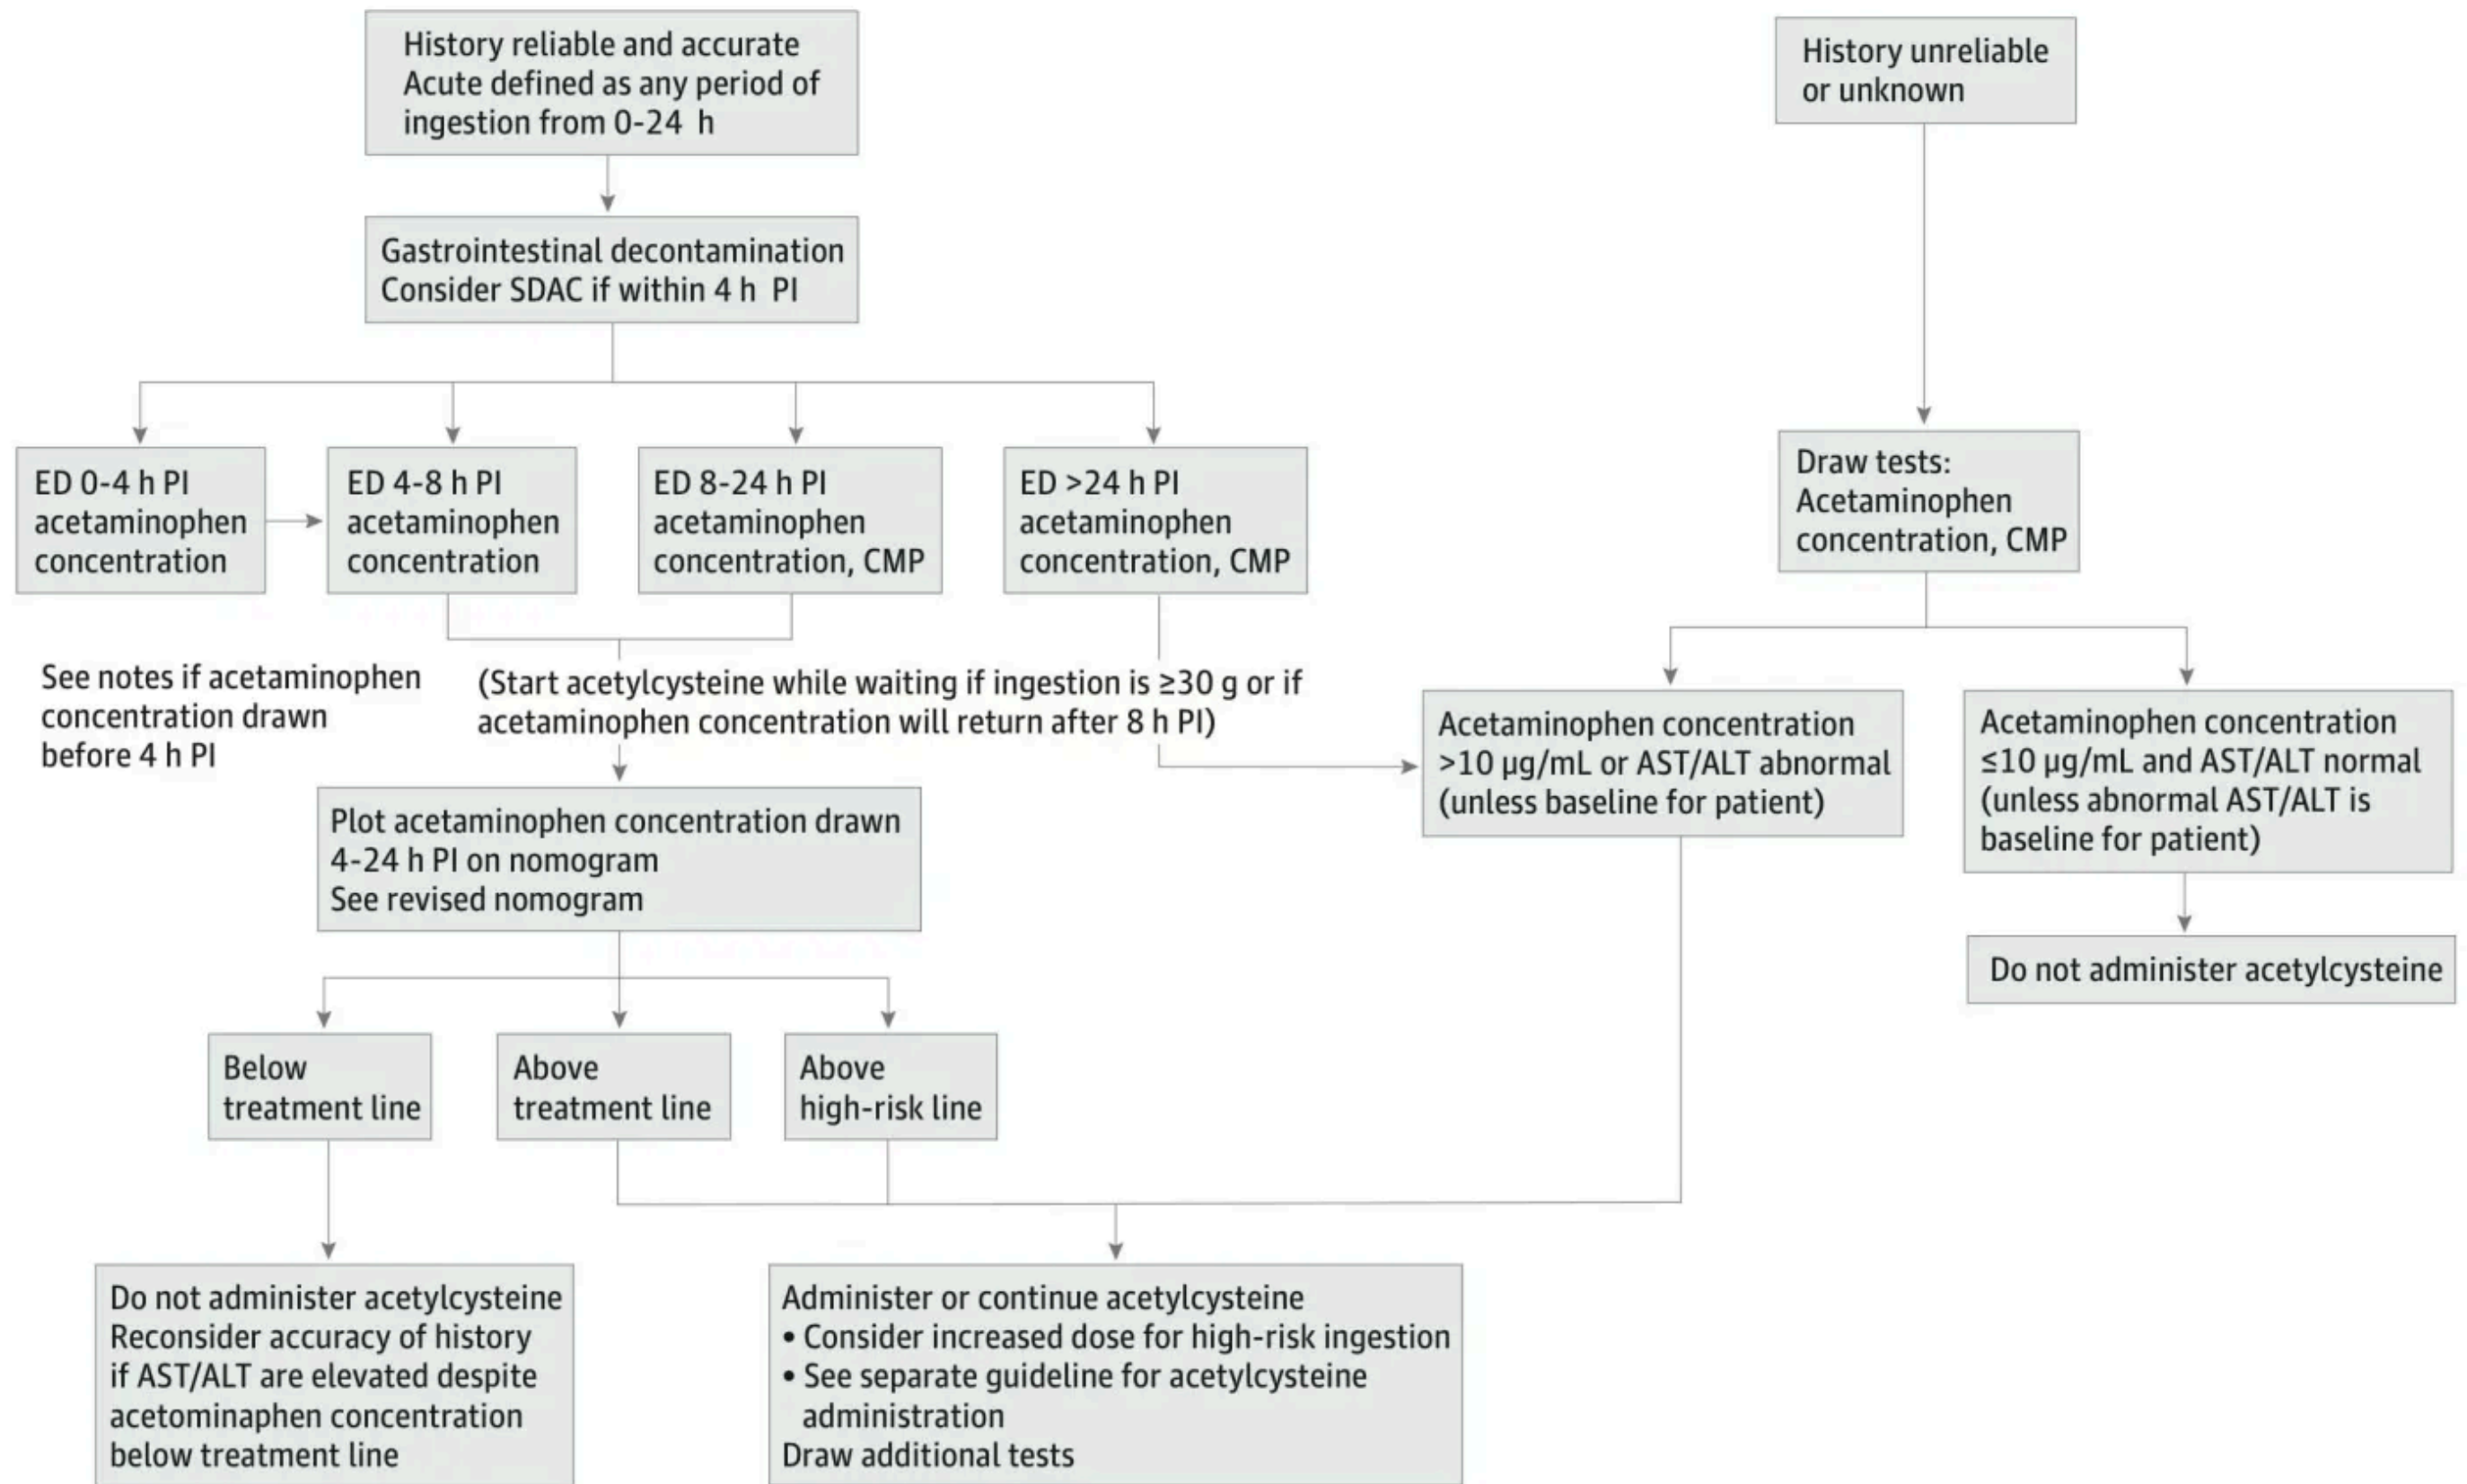 History reliable and accurate
Acute defined as any period of
ingestion from 0-24 h
History unreliable
or unknown
Gastrointestinal decontamination
Consider SDAC if within 4 h PI
ED 0-4 h PI
acetaminophen
concentration
ED 4-8 h PI
acetaminophen
concentration
ED 8-24 h PI
acetaminophen
concentration, CMP
ED >24 h PI
acetaminophen
concentration, CMP
Draw tests:
Acetaminophen
concentration, CMP
See notes if acetaminophen
concentration drawn
before 4 h PI
(Start acetylcysteine while waiting if ingestion is ≥30 g or if
acetaminophen concentration will return after 8 h PI)
Acetaminophen concentration
>10 µg/mL or AST/ALT abnormal
(unless baseline for patient)
Acetaminophen concentration
≤10 µg/mL and AST/ALT normal
(unless abnormal AST/ALT is
baseline for patient)
Plot acetaminophen concentration drawn
4-24 h PI on nomogram
See revised nomogram
Do not administer acetylcysteine
Below
treatment line
Above
treatment line
Above
high-risk line
Do not administer acetylcysteine
Reconsider accuracy of history
if AST/ALT are elevated despite
acetominaphen concentration
below treatment line
Administer or continue acetylcysteine
• Consider increased dose for high-risk ingestion
• See separate guideline for acetylcysteine
administration
Draw additional tests